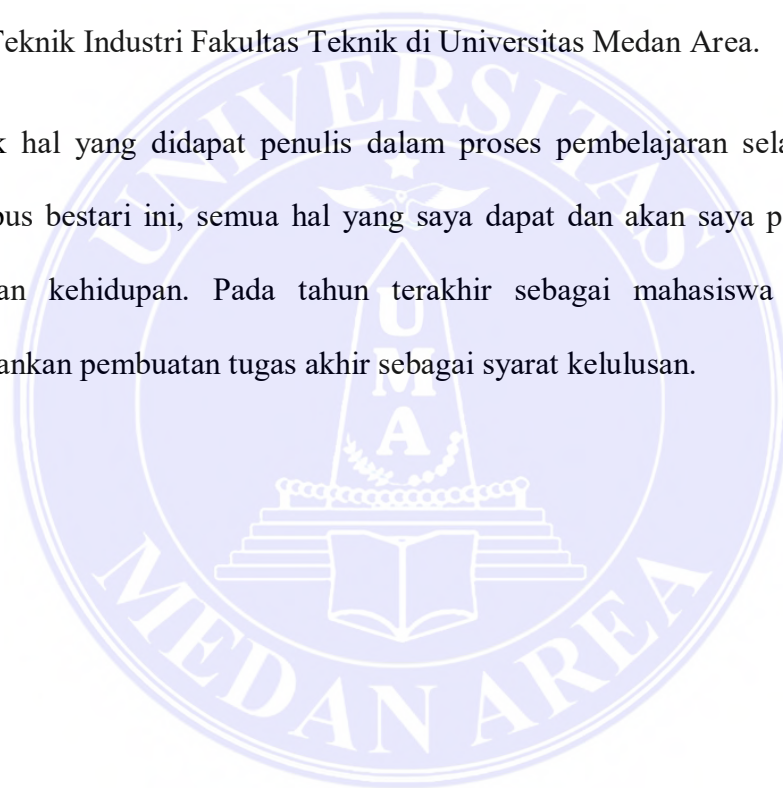 Teknik Industri Fakultas Teknik di Universitas Medan Area.
k hal yang didapat penulis dalam proses pembelajaran sela
pus bestari ini, semua hal yang saya dapat dan akan saya p
an kehidupan. Pada tahun terakhir sebagai mahasiswa
ankan pembuatan tugas akhir sebagai syarat kelulusan.
UNIVERSITAS
U
M
A
MEDAN AREA